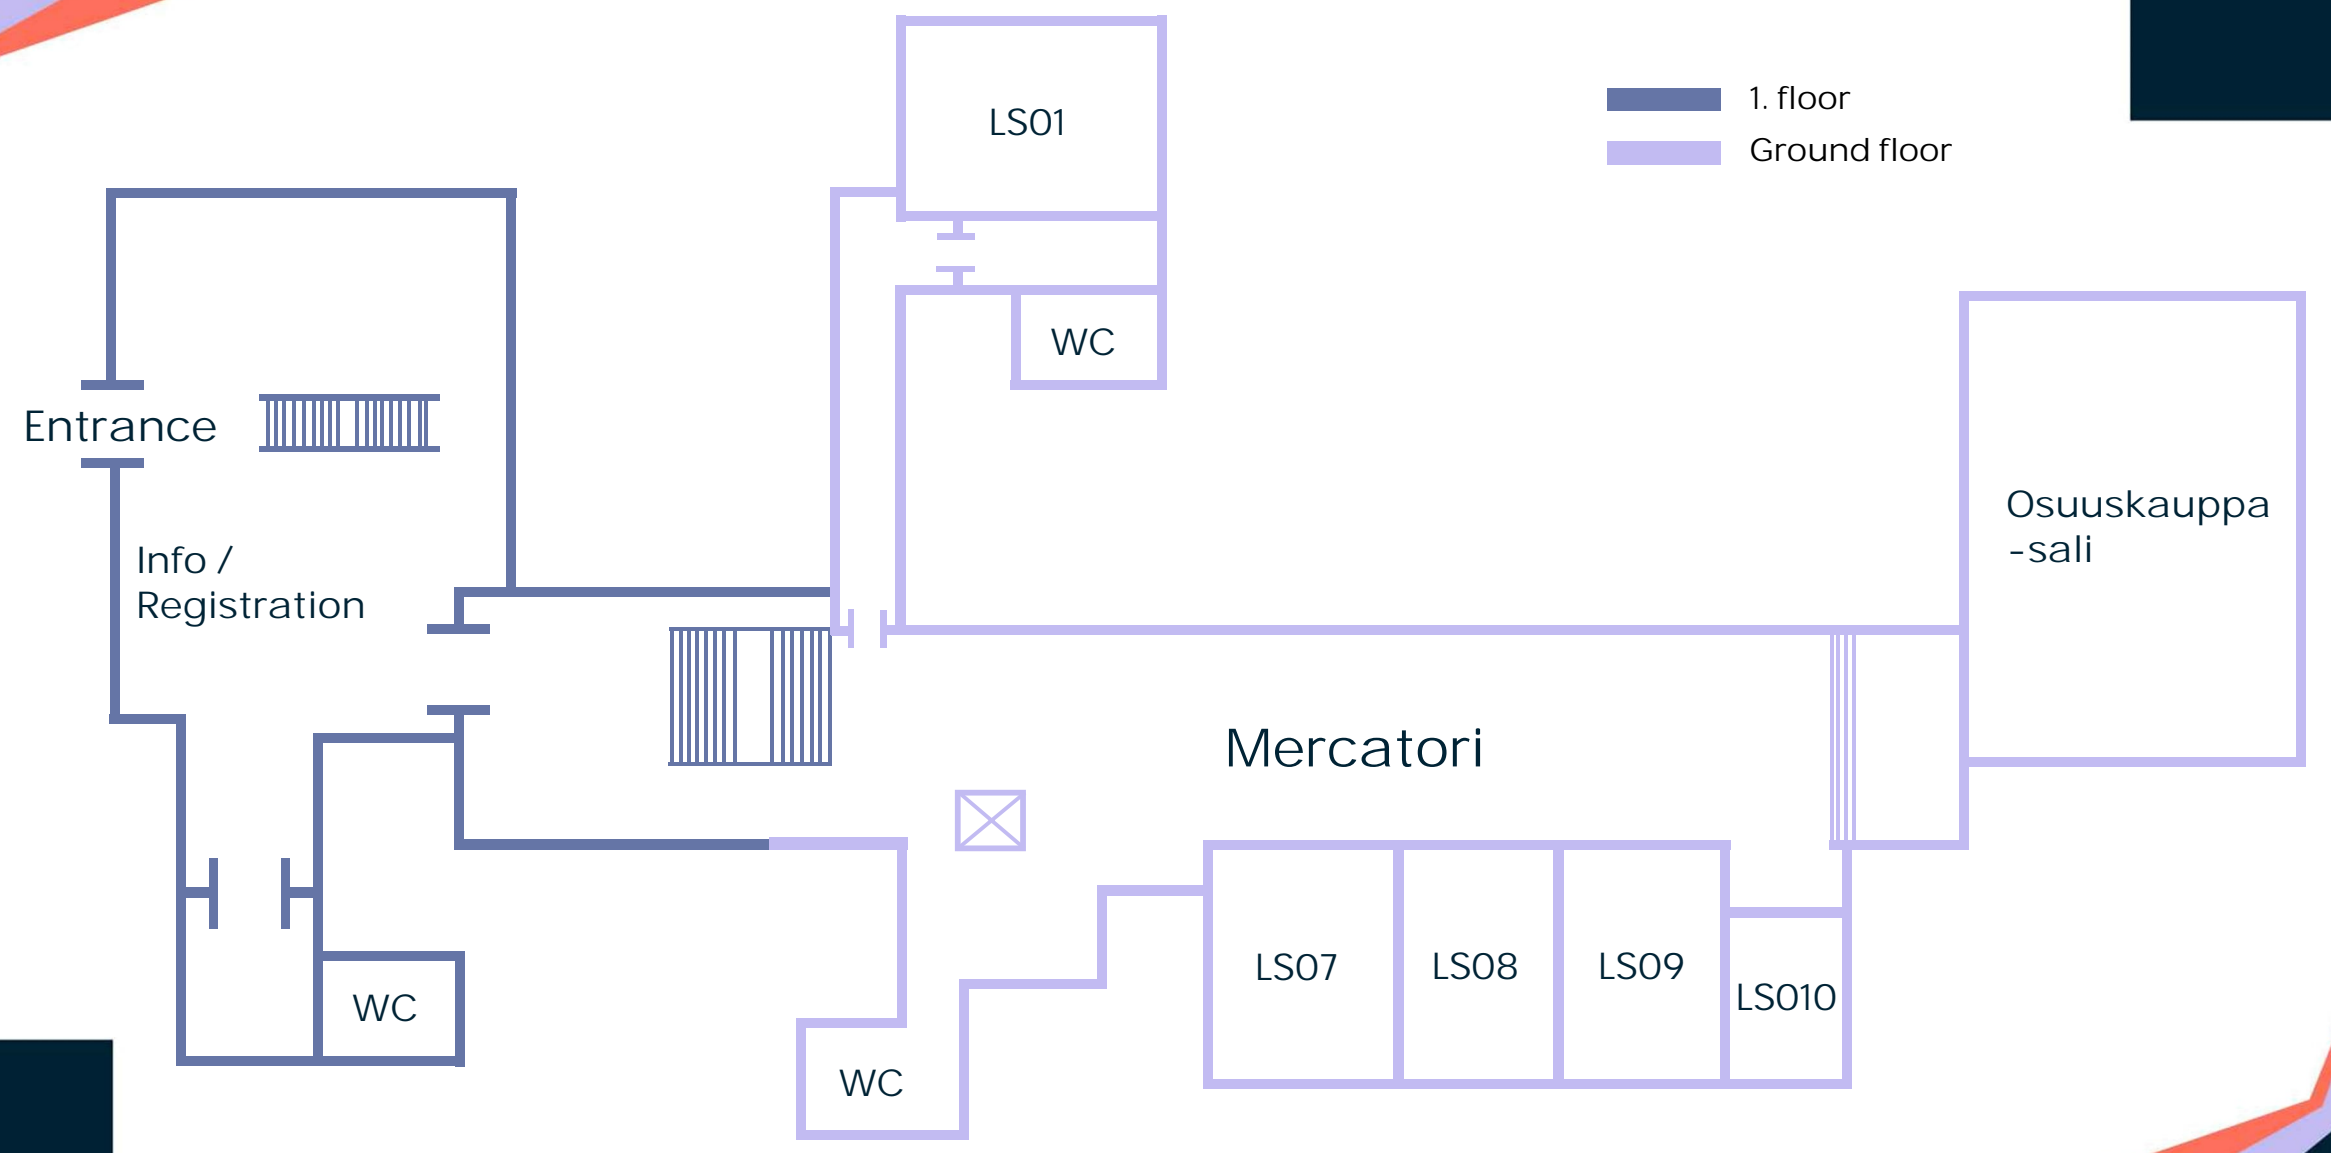 LS01
1. floor
Ground floor
WC
Entrance
Osuuskauppa
-sali
Info /
Registration
Mercatori
LS07
LS08
LS09
LS010
WC
WC